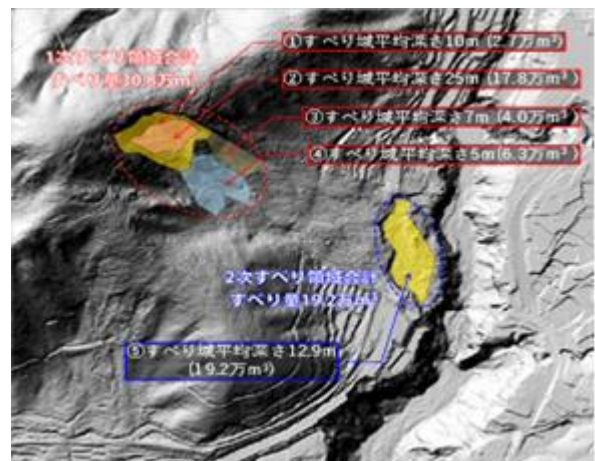 ①すべり域平均深さ10m (2.7万m³)
1次すべり領域合計
すべり量30.8万m³
②すべり域平均深さ25m (17.8万m³)
③すべり域平均深さ7m (4.0万m³)
④すべり域平均深さ5m(6.3万m³)
2次すべり領域合計
すべり量19.2万m³
⑤すべり域平均深さ12.9m
(19.2万m³)